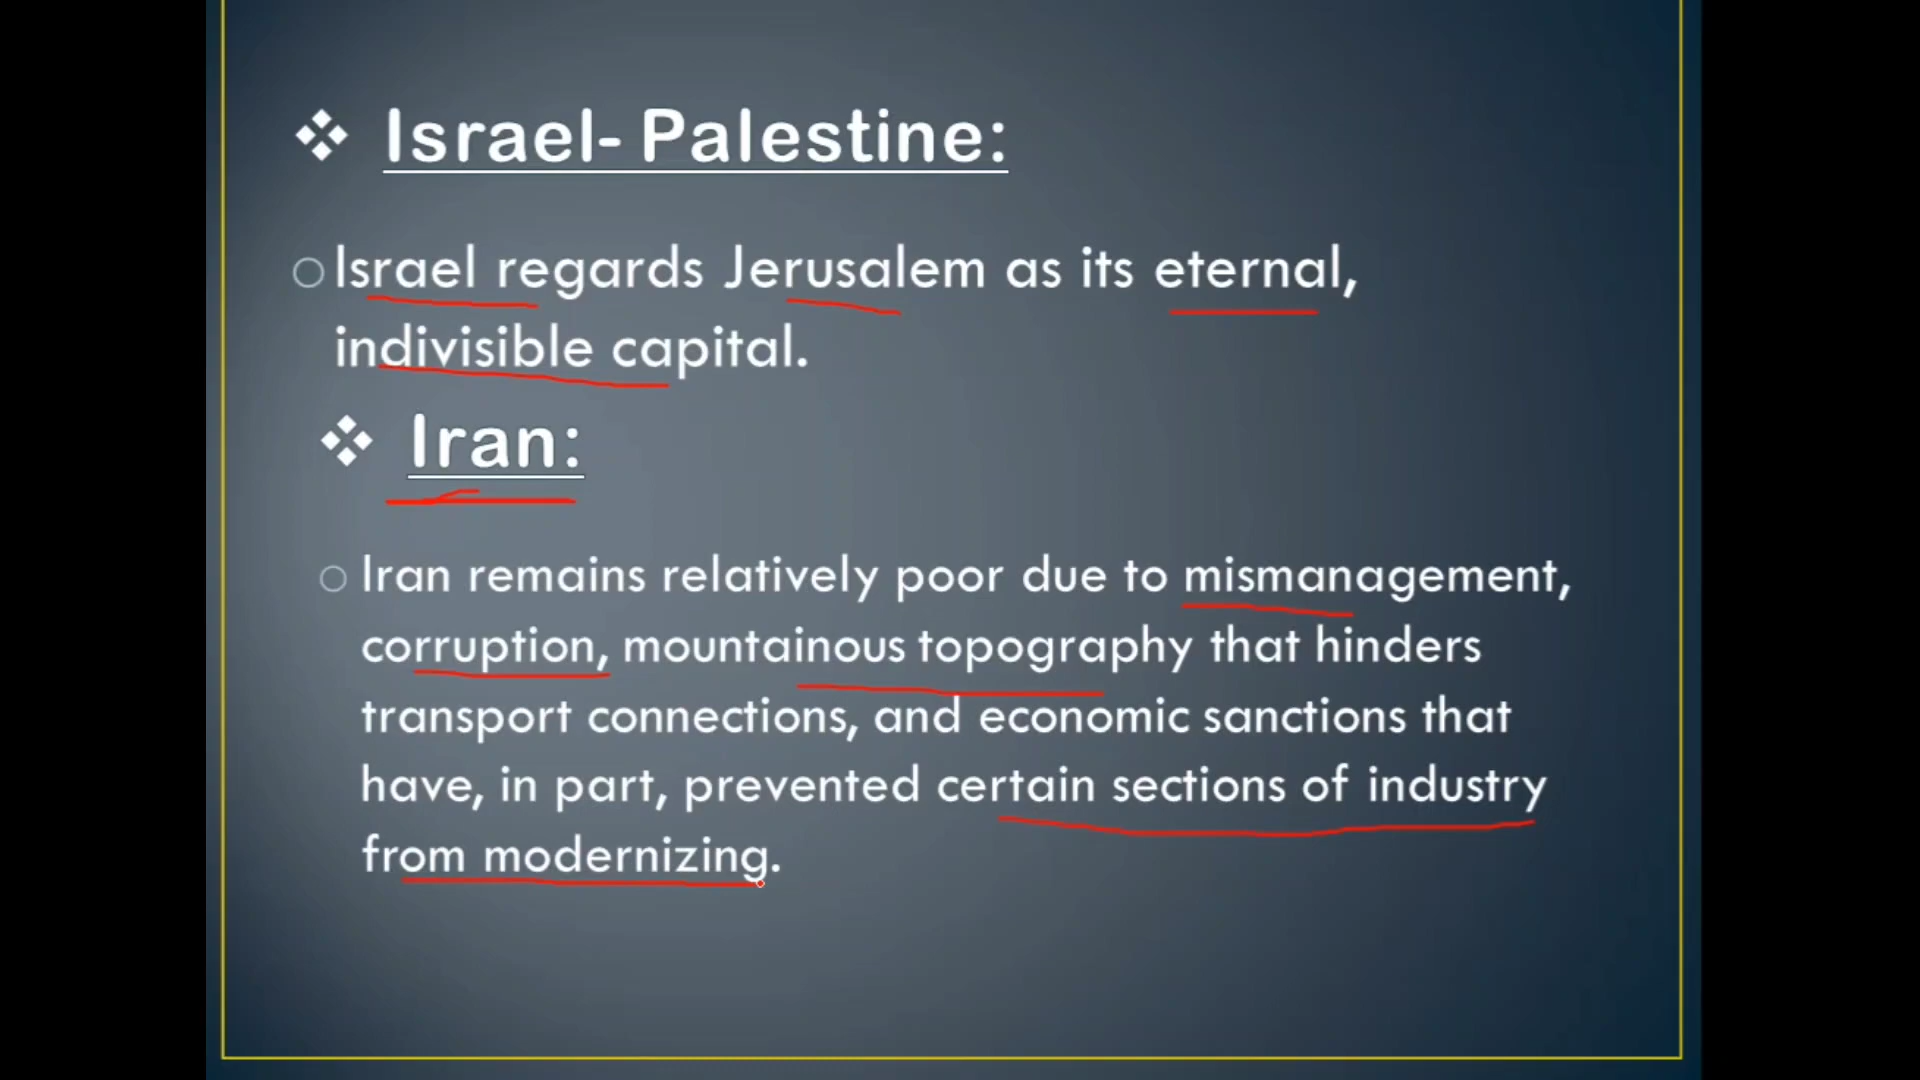 ❖ Israel- Palestine:
○ Israel regards Jerusalem as its eternal,
indivisible capital.
❖ Iran:
○ Iran remains relatively poor due to mismanagement,
corruption, mountainous topography that hinders
transport connections, and economic sanctions that
have, in part, prevented certain sections of industry
from modernizing.